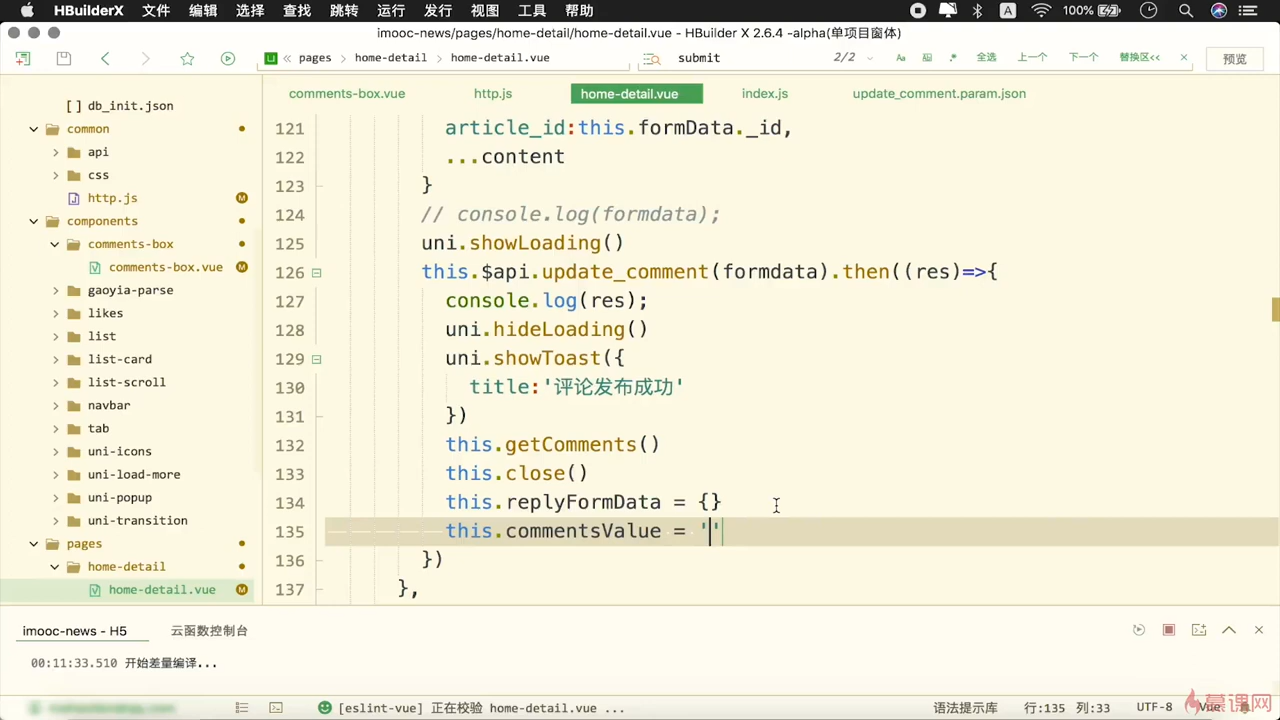 HBuilderX 文件 编辑 选择 查找 跳转 运行 发行 视图 工具 帮助 A 100%
imooc-news/pages/home-detail/home-detail.vue - HBuilder X 2.6.4 -alpha(单项目窗体)
« pages › home-detail › home-detail.vue submit 2/2 Aa .* 全选 上一个 下一个 替换区<< × 预览
comments-box.vue http.js home-detail.vue index.js update_comment.param.json
[ ] db_init.json
common
api
css
http.js M
components
comments-box
comments-box.vue M
gaoyia-parse
likes
list
list-card
list-scroll
navbar
tab
uni-icons
uni-load-more
uni-popup
uni-transition
pages
home-detail
home-detail.vue M
121 article_id:this.formData._id,
122 ...content
123 }
124 // console.log(formdata);
125 uni.showLoading()
126 this.$api.update_comment(formdata).then((res)=>{
127 console.log(res);
128 uni.hideLoading()
129 uni.showToast({
130 title:'评论发布成功'
131 })
132 this.getComments()
133 this.close()
134 this.replyFormData = {}
135 this.commentsValue = ''
136 })
137 },
imooc-news - H5 云函数控制台
00:11:33.510 开始差量编译...
[eslint-vue] 正在校验 home-detail.vue ... 语法提示库 行:135 列:33 UTF-8 Vue
慕课网